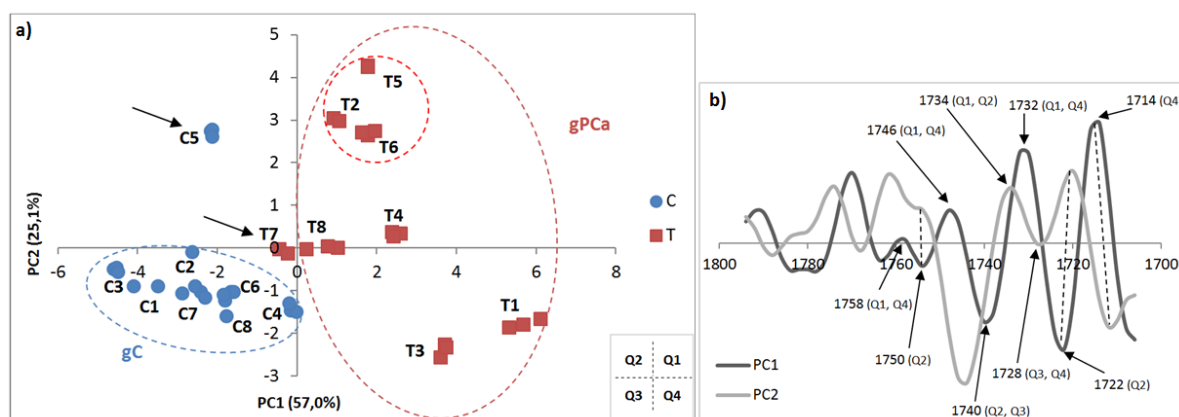 a)
5
4
3
2
1
0
-1
-2
-3
-6
-4
-2
0
2
4
6
8
PC2 (25,1%)
PC1 (57,0%)
T5
T2
T6
gPCa
C5
T7
T8
T4
C2
C3
C1
C7
C6
C8
C4
gC
T1
T3
C
T
Q2 Q1
Q3 Q4
b)
1734 (Q1, Q2)
1732 (Q1, Q4)
1714 (Q4
1746 (Q1, Q4)
1800
1780
1760
1740
1720
1700
1758 (Q1, Q4)
1750 (Q2)
1740 (Q2, Q3)
1728 (Q3, Q4)
1722 (Q2)
PC1
PC2